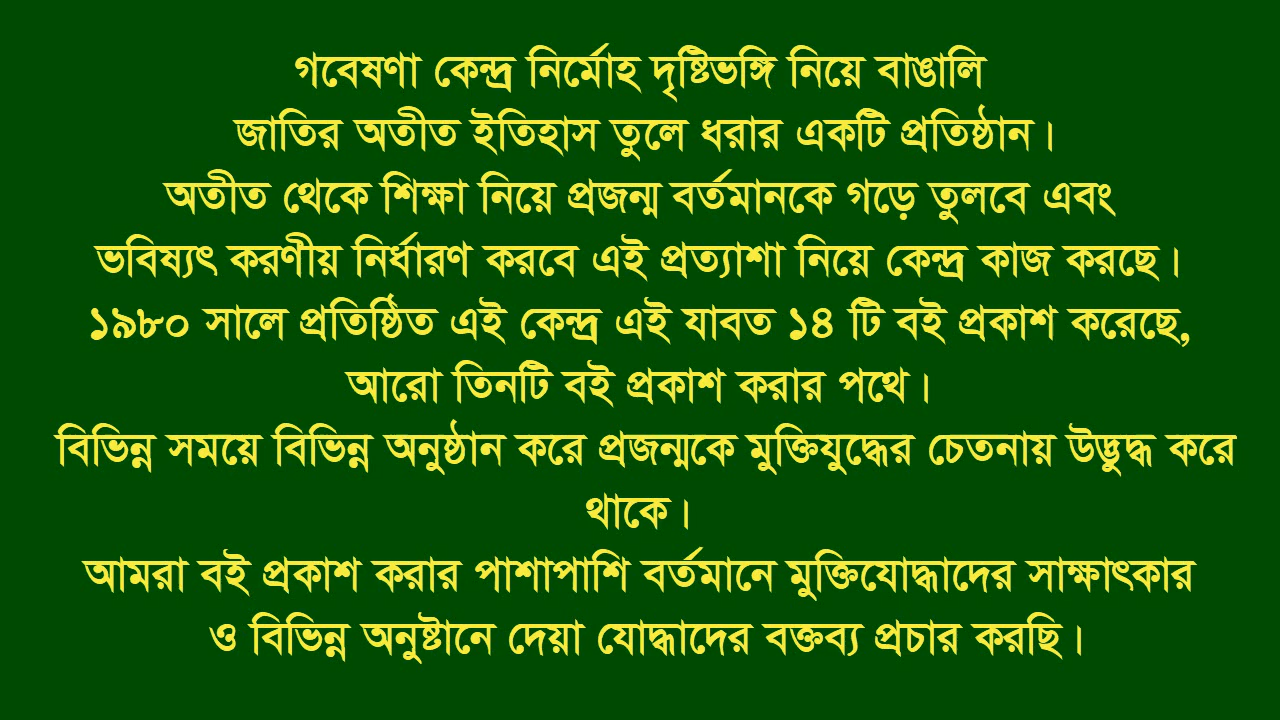 গবেষণা কেন্দ্র নির্মোহ দৃষ্টিভঙ্গি নিয়ে বাঙালি
জাতির অতীত ইতিহাস তুলে ধরার একটি প্রতিষ্ঠান।
অতীত থেকে শিক্ষা নিয়ে প্রজন্ম বর্তমানকে গড়ে তুলবে এবং
ভবিষ্যৎ করণীয় নির্ধারণ করবে এই প্রত্যাশা নিয়ে কেন্দ্র কাজ করছে।
১৯৮০ সালে প্রতিষ্ঠিত এই কেন্দ্র এই যাবত ১৪ টি বই প্রকাশ করেছে,
আরো তিনটি বই প্রকাশ করার পথে।
বিভিন্ন সময়ে বিভিন্ন অনুষ্ঠান করে প্রজন্মকে মুক্তিযুদ্ধের চেতনায় উদ্ভুদ্ধ করে
থাকে।
আমরা বই প্রকাশ করার পাশাপাশি বর্তমানে মুক্তিযোদ্ধাদের সাক্ষাৎকার
ও বিভিন্ন অনুষ্টানে দেয়া যোদ্ধাদের বক্তব্য প্রচার করছি।